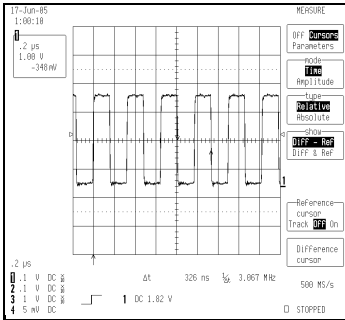 17-Jun-05
1:00:10
1
.2 µs
1.00 V
-348mV
MEASURE
Off Cursors
Parameters
mode
Time
Amplitude
type
Relative
Absolute
show
Diff - Ref
Diff & Ref
1
Reference
cursor
Track Off On
Difference
cursor
.2 µs
1 .1 V DC
2 .1 V DC
3 1 V DC
4 5 mV DC
Δt 326 ns 1/Δt 3.067 MHz
1 DC 1.82 V
500 MS/s
STOPPED